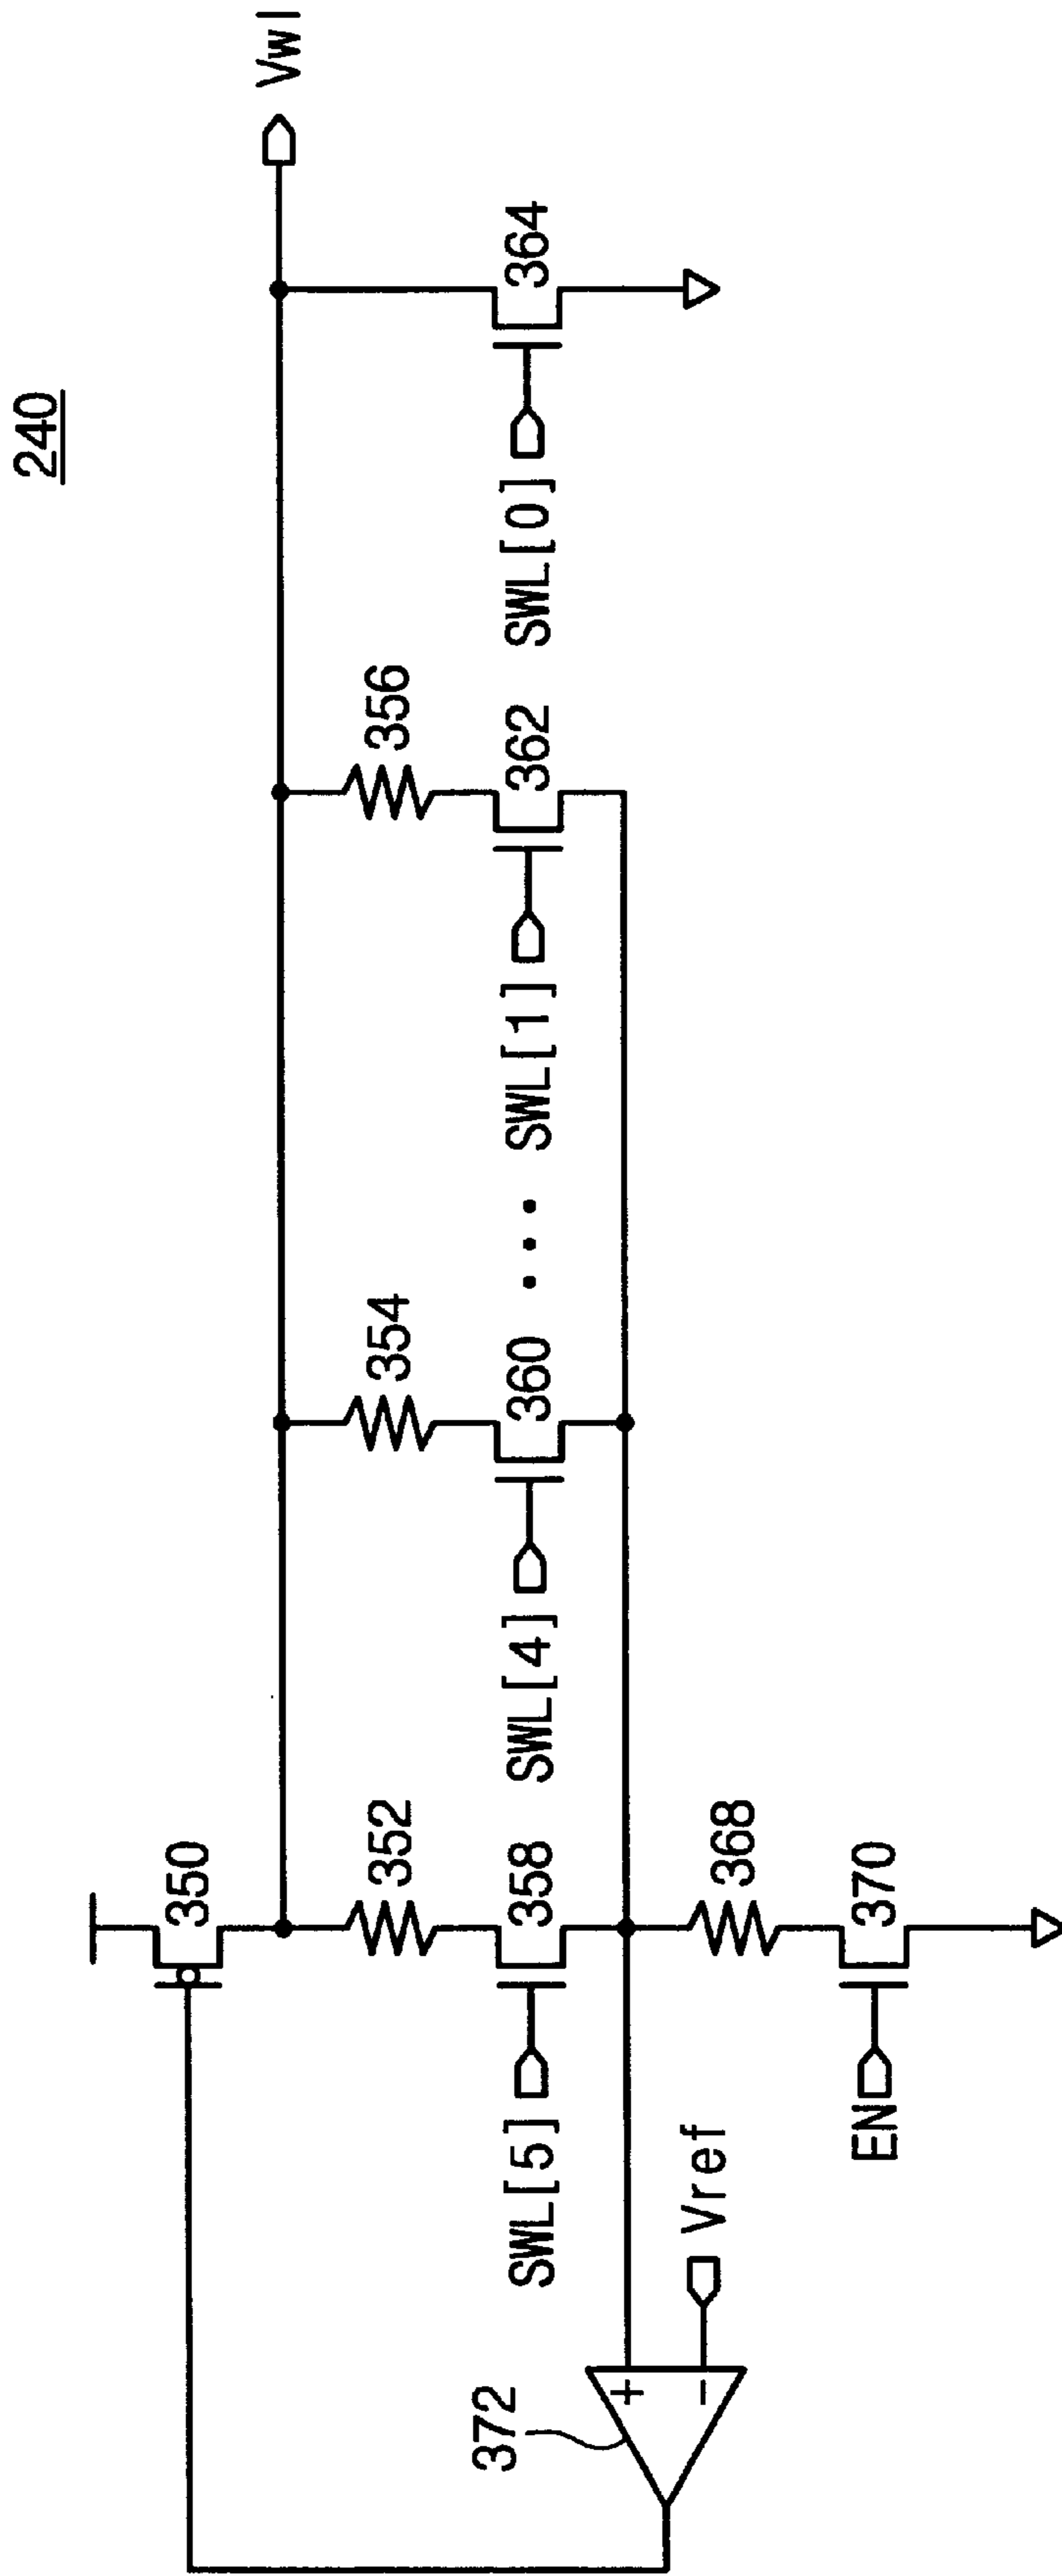 240
Vwl
350
352
354
356
358
360
362
364
SWL[5]
SWL[4]
• • •
SWL[1]
SWL[0]
372
+
−
Vref
368
EN
370